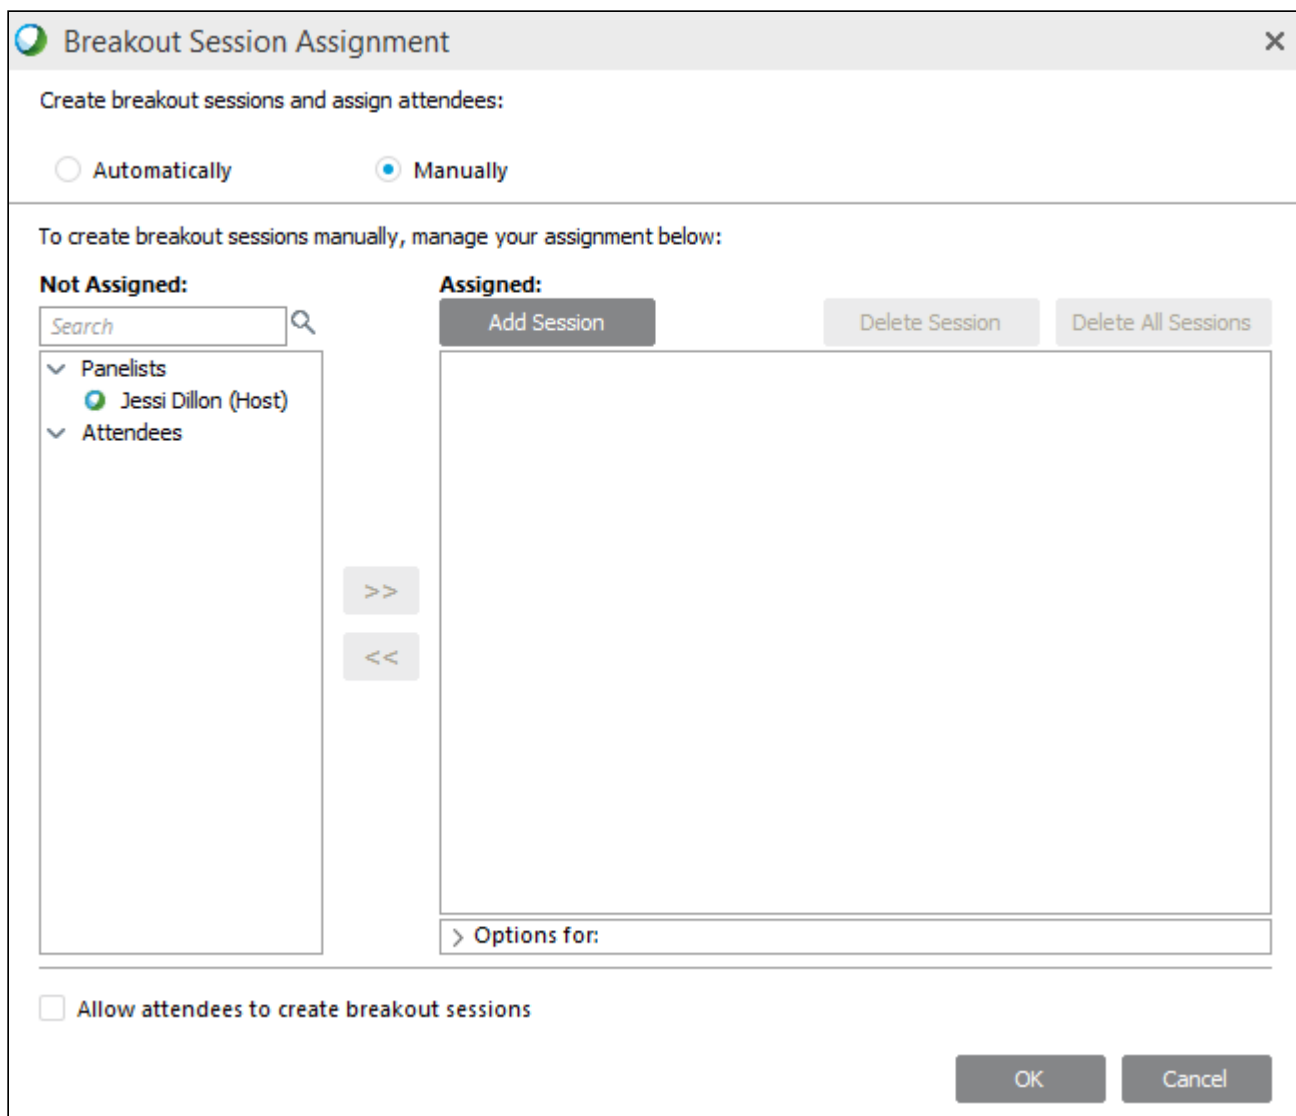 Breakout Session Assignment
Create breakout sessions and assign attendees:
Automatically Manually
To create breakout sessions manually, manage your assignment below:
Not Assigned: Assigned:
Search Add Session Delete Session Delete All Sessions
Panelists
Jessi Dillon (Host)
Attendees
>>
<<
Options for:
Allow attendees to create breakout sessions
OK Cancel